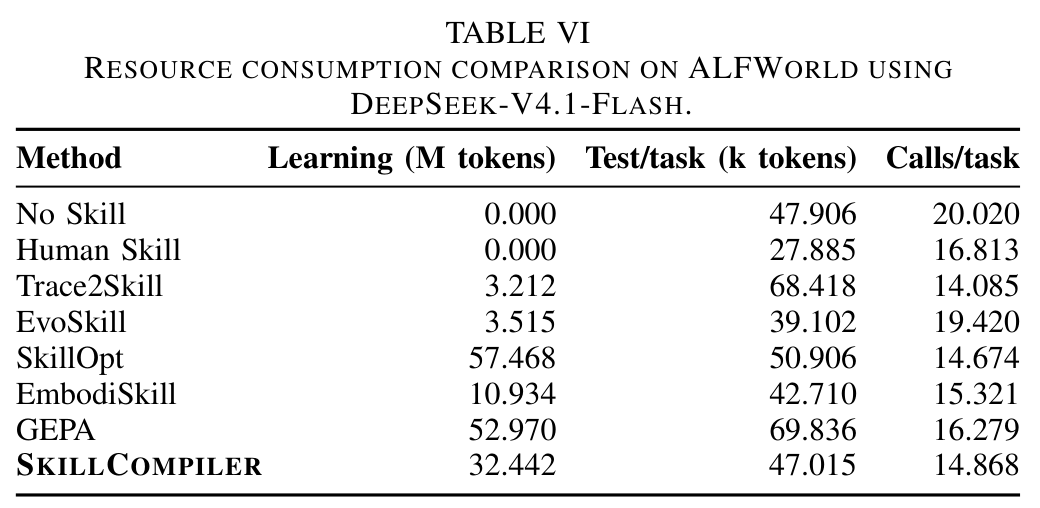 TABLE VI
RESOURCE CONSUMPTION COMPARISON ON ALFWORLD USING
DEEPSEEK-V4.1-FLASH.
Method Learning (M tokens) Test/task (k tokens) Calls/task
No Skill 0.000 47.906 20.020
Human Skill 0.000 27.885 16.813
Trace2Skill 3.212 68.418 14.085
EvoSkill 3.515 39.102 19.420
SkillOpt 57.468 50.906 14.674
EmbodiSkill 10.934 42.710 15.321
GEPA 52.970 69.836 16.279
SKILLCOMPILER 32.442 47.015 14.868